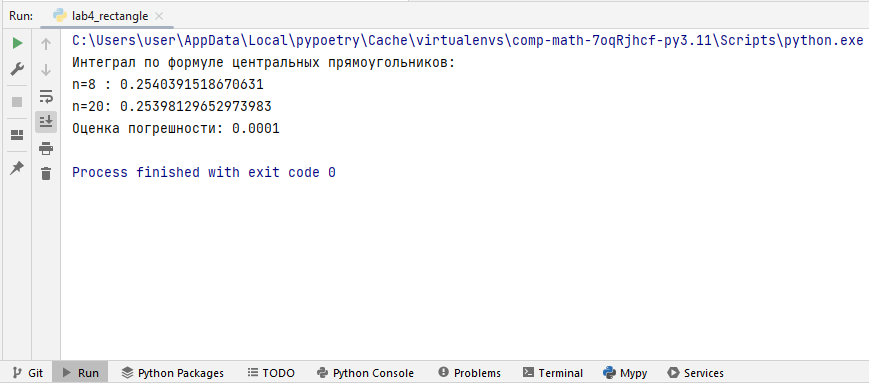 Run: lab4_rectangle
C:\Users\user\AppData\Local\pypoetry\Cache\virtualenvs\comp-math-7oqRjhcf-py3.11\Scripts\python.exe
Интеграл по формуле центральных прямоугольников:
n=8 : 0.2540391518670631
n=20: 0.25398129652973983
Оценка погрешности: 0.0001
Process finished with exit code 0
Git Run Python Packages TODO Python Console Problems Terminal Mypy Services